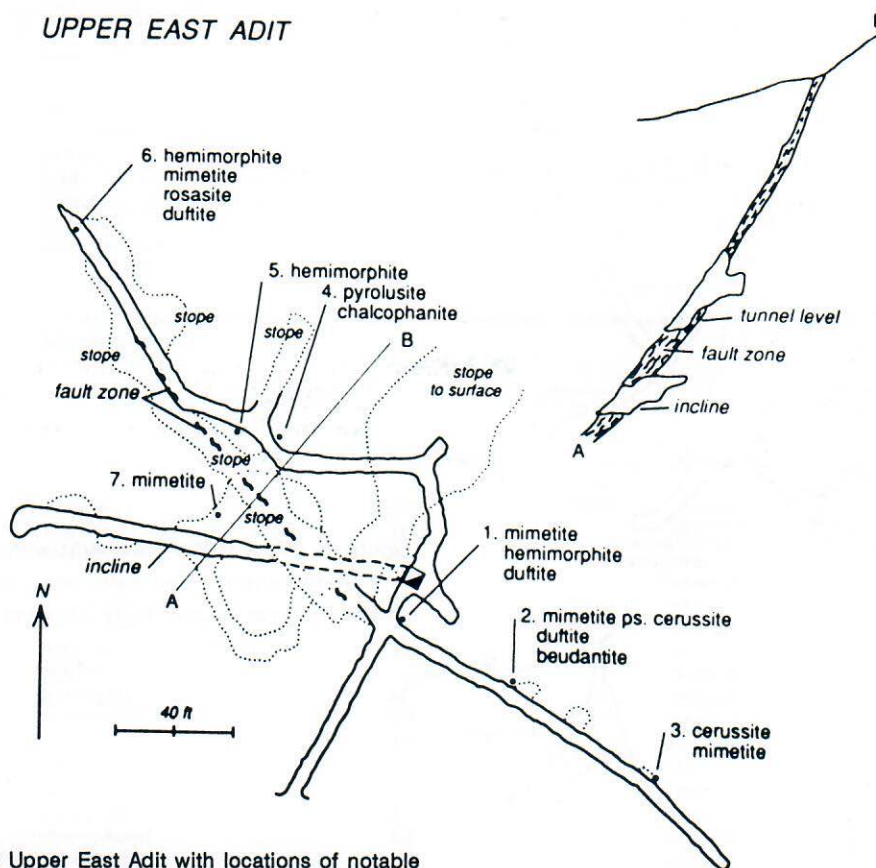 UPPER EAST ADIT
6. hemimorphite
mimetite
rosasite
duftite
5. hemimorphite
4. pyrolusite
chalcophanite
stope
stope
stope
B
stope
to surface
fault zone
stope
7. mimetite
stope
incline
A
1. mimetite
hemimorphite
duftite
2. mimetite ps. cerussite
duftite
beudantite
3. cerussite
mimetite
N
40 ft
tunnel level
fault zone
incline
A
Upper East Adit with locations of notable